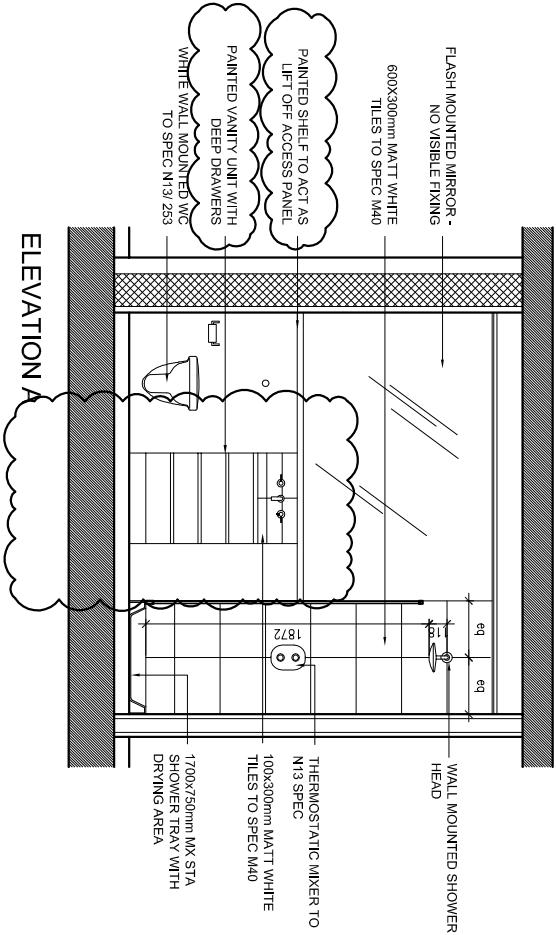 FLASH MOUNTED MIRROR -
NO VISIBLE FIXING
600X300mm MATT WHITE
TILES TO SPEC M40
PAINTED SHELF TO ACT AS
LIFT OFF ACCESS PANEL
PAINTED VANITY UNIT WITH
DEEP DRAWERS
WHITE WALL MOUNTED WC
TO SPEC N13/ 253
eq
eq
118
1872
WALL MOUNTED SHOWER
HEAD
THERMOSTATIC MIXER TO
N13 SPEC
100x300mm MATT WHITE
TILES TO SPEC M40
1700x750mm MX STA
SHOWER TRAY WITH
DRYING AREA
ELEVATION A